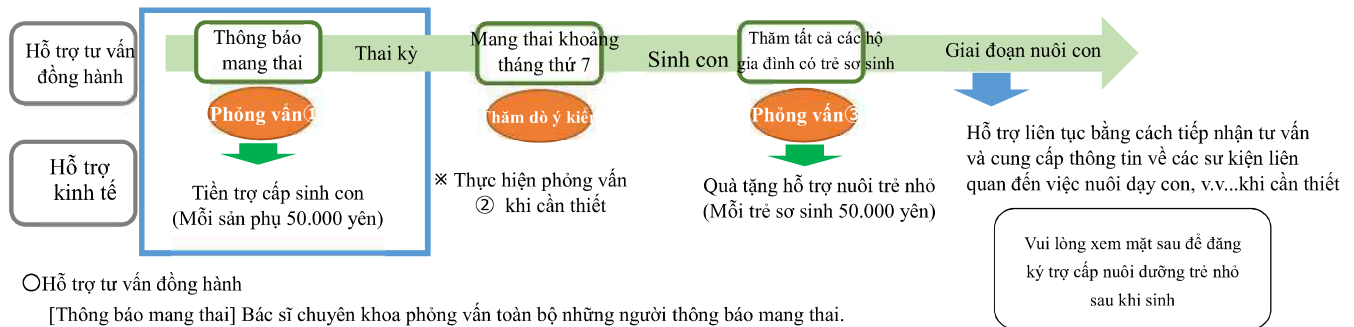 Hỗ trợ tư vấn
đồng hành
Thông báo
mang thai
Thai kỳ
Mang thai khoảng
tháng thứ 7
Sinh con
Thăm tất cả các hộ
gia đình có trẻ sơ sinh
Giai đoạn nuôi con
Phỏng vấn①
Thăm dò ý kiến
Phỏng vấn③
Hỗ trợ
kinh tế
Tiền trợ cấp sinh con
(Mỗi sản phụ 50.000 yên)
※ Thực hiện phỏng vấn
② khi cần thiết
Quà tặng hỗ trợ nuôi trẻ nhỏ
(Mỗi trẻ sơ sinh 50.000 yên)
Hỗ trợ liên tục bằng cách tiếp nhận tư vấn
và cung cấp thông tin về các sư kiện liên
quan đến việc nuôi dạy con, v.v...khi cần thiết
Vui lòng xem mặt sau để đăng
ký trợ cấp nuôi dưỡng trẻ nhỏ
sau khi sinh
○Hỗ trợ tư vấn đồng hành
[Thông báo mang thai] Bác sĩ chuyên khoa phỏng vấn toàn bộ những người thông báo mang thai.